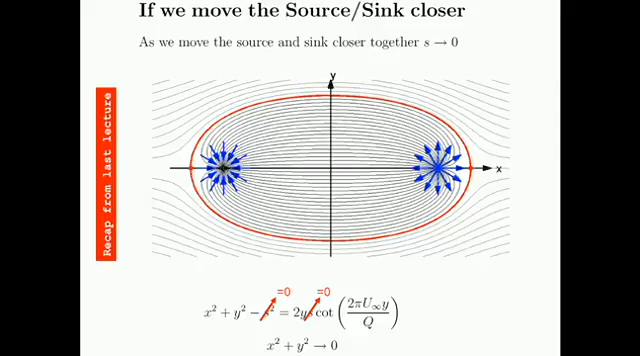 If we move the Source/Sink closer
As we move the source and sink closer together s → 0
Recap from last lecture
y
x
=0 =0
x² + y² − s² = 2ys cot (2πU∞y / Q)
x² + y² → 0